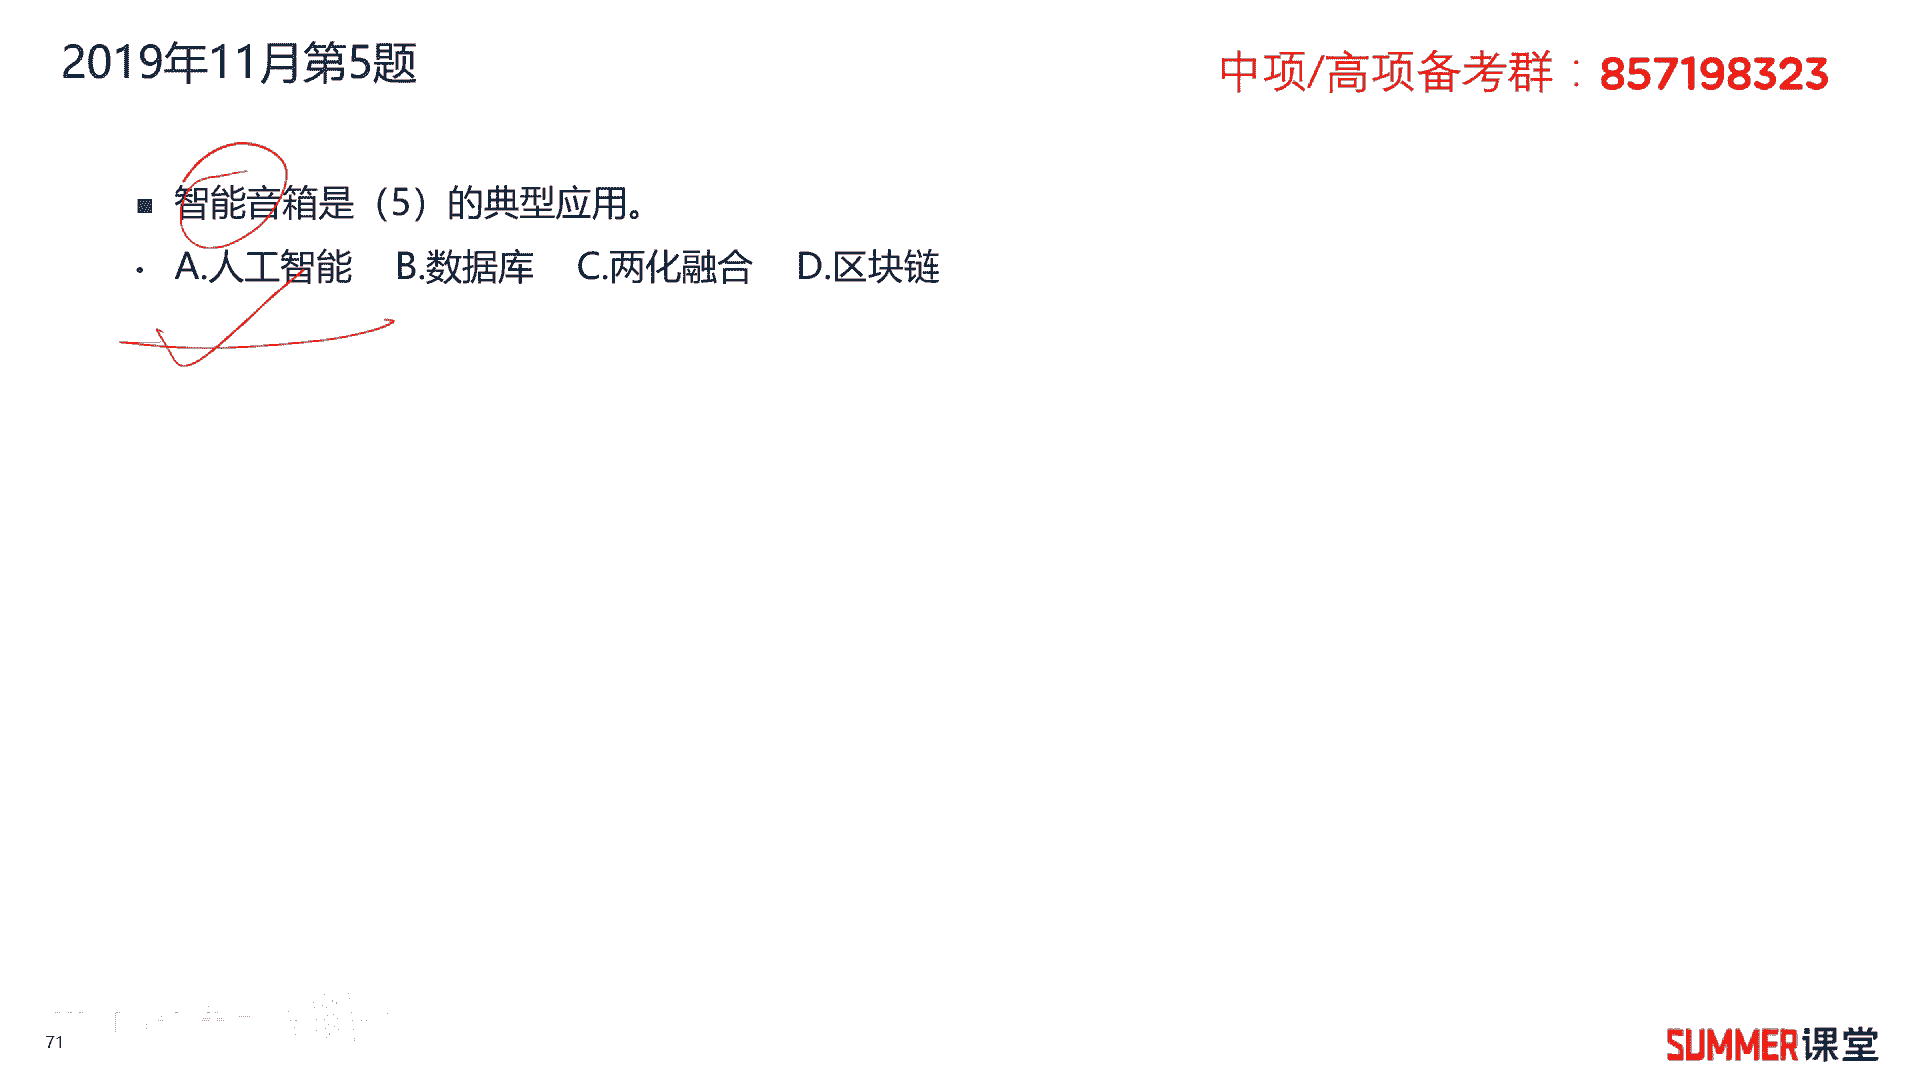 2019年11月第5题
中项/高项备考群：857198323
■ 智能音箱是（5）的典型应用。
• A.人工智能 B.数据库 C.两化融合 D.区块链
71
SUMMER课堂